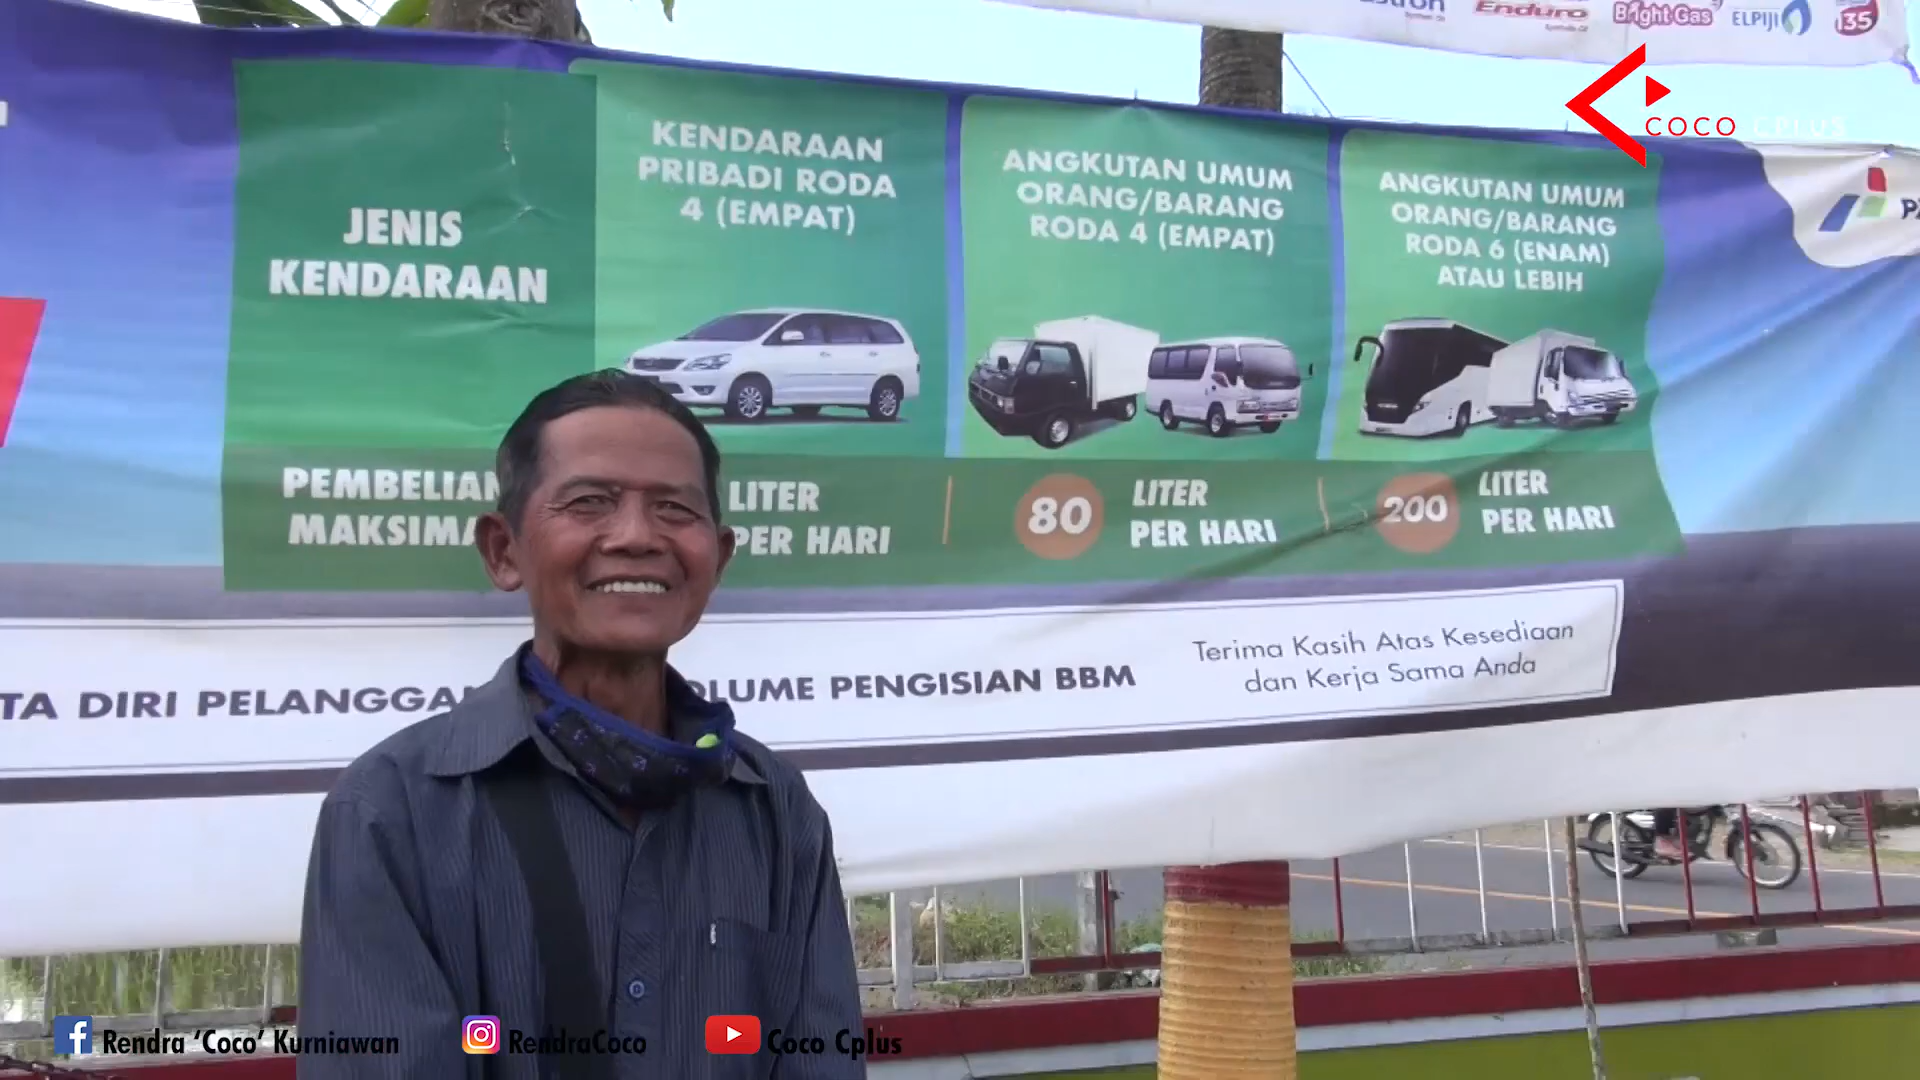 Enduro
Bright Gas
ELPIJI
35
COCO CPLUS
JENIS
KENDARAAN
KENDARAAN
PRIBADI RODA
4 (EMPAT)
ANGKUTAN UMUM
ORANG/BARANG
RODA 4 (EMPAT)
ANGKUTAN UMUM
ORANG/BARANG
RODA 6 (ENAM)
ATAU LEBIH
PEMBELIAN
MAKSIMA
LITER
PER HARI
80
LITER
PER HARI
200
LITER
PER HARI
TA DIRI PELANGGA
OLUME PENGISIAN BBM
Terima Kasih Atas Kesediaan
dan Kerja Sama Anda
Rendra 'Coco' Kurniawan
RendraCoco
Coco Cplus